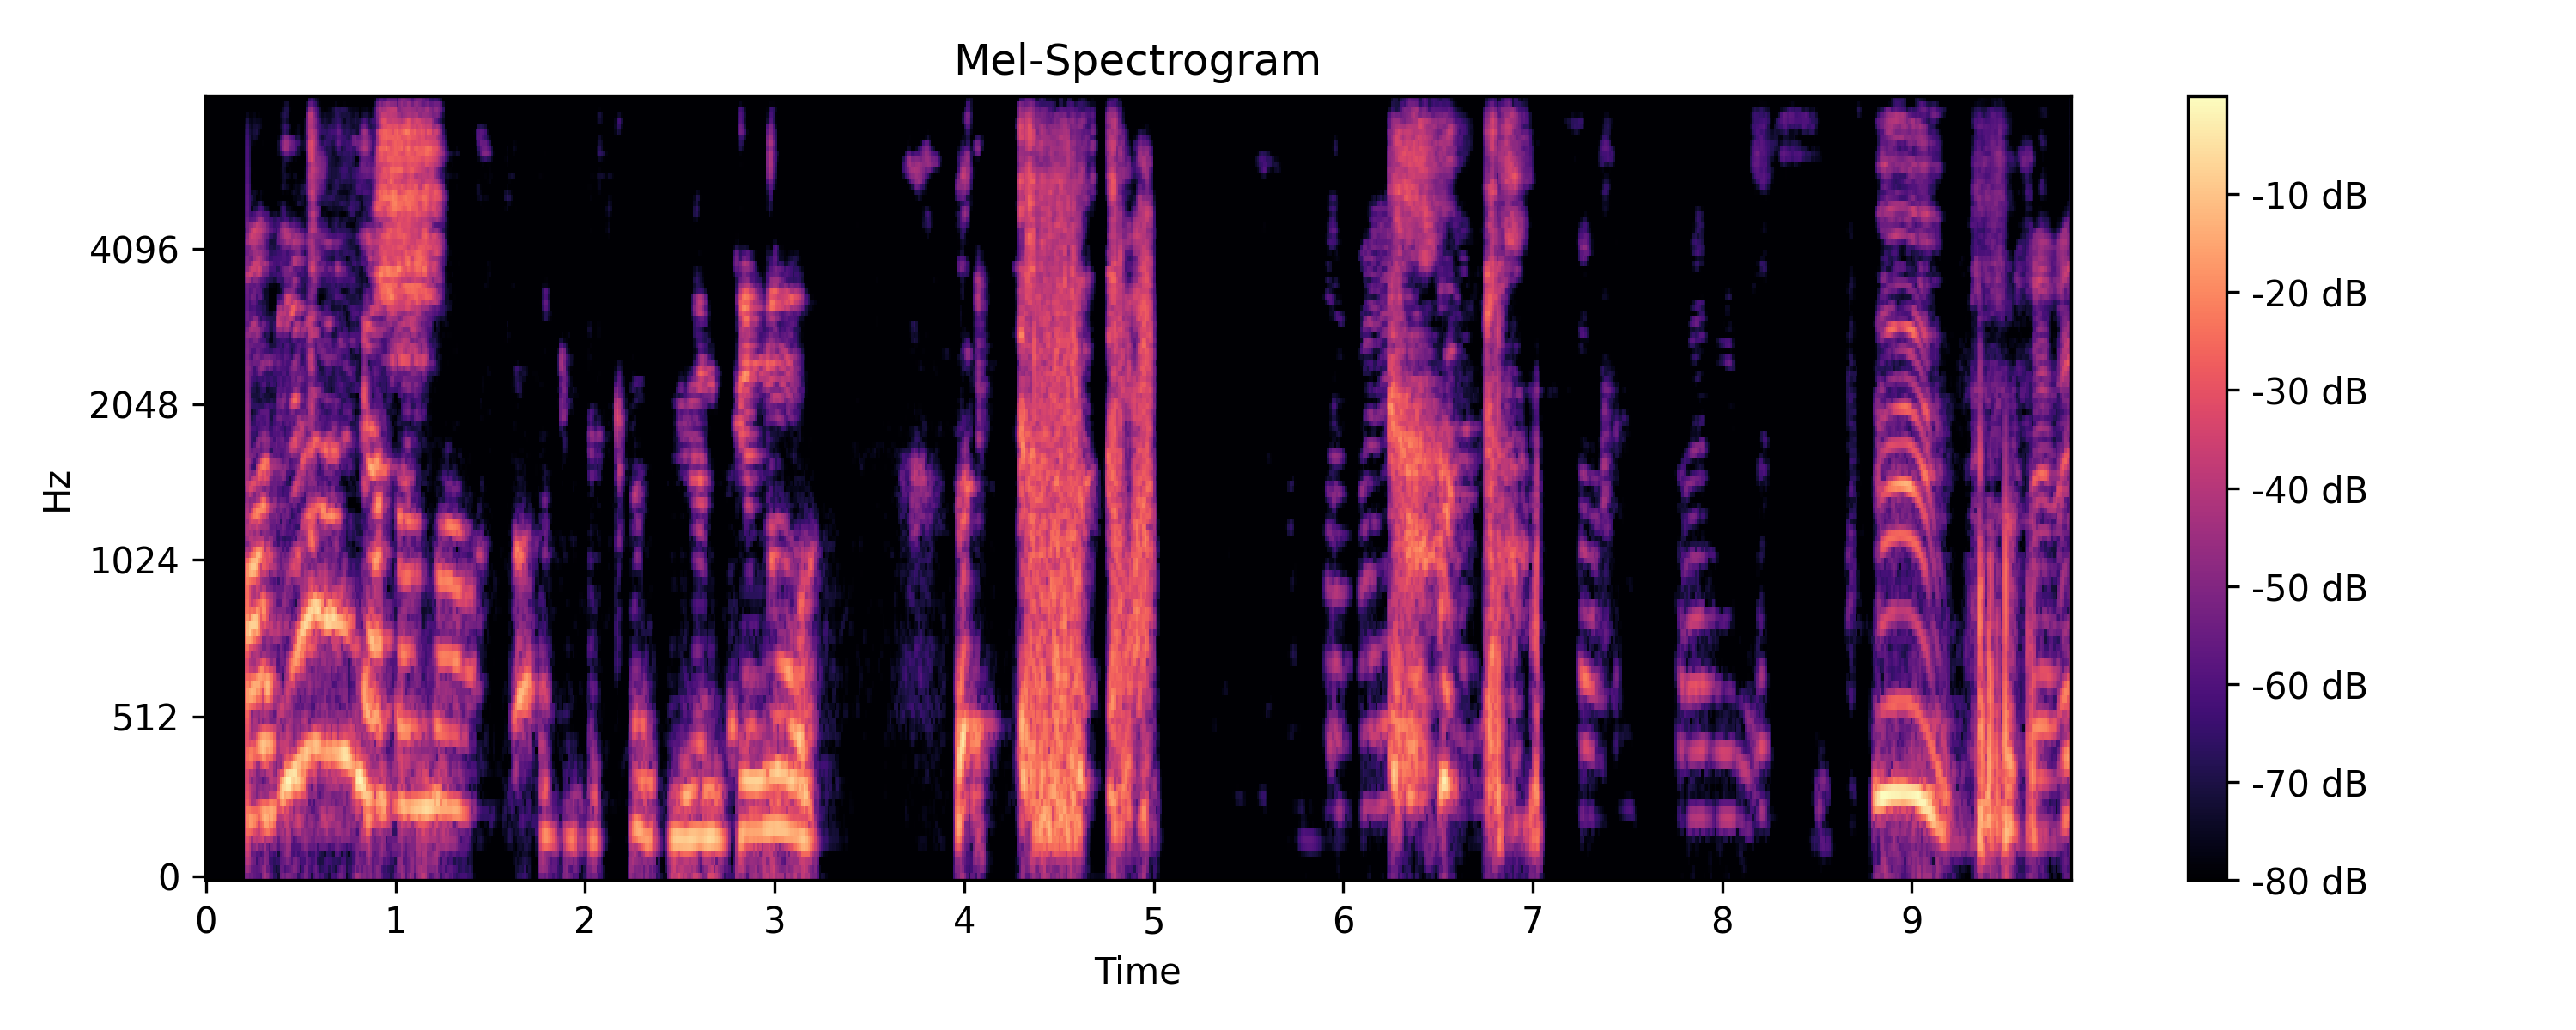 Mel-Spectrogram
Hz
4096
2048
1024
512
0
0 1 2 3 4 5 6 7 8 9
Time
-10 dB
-20 dB
-30 dB
-40 dB
-50 dB
-60 dB
-70 dB
-80 dB